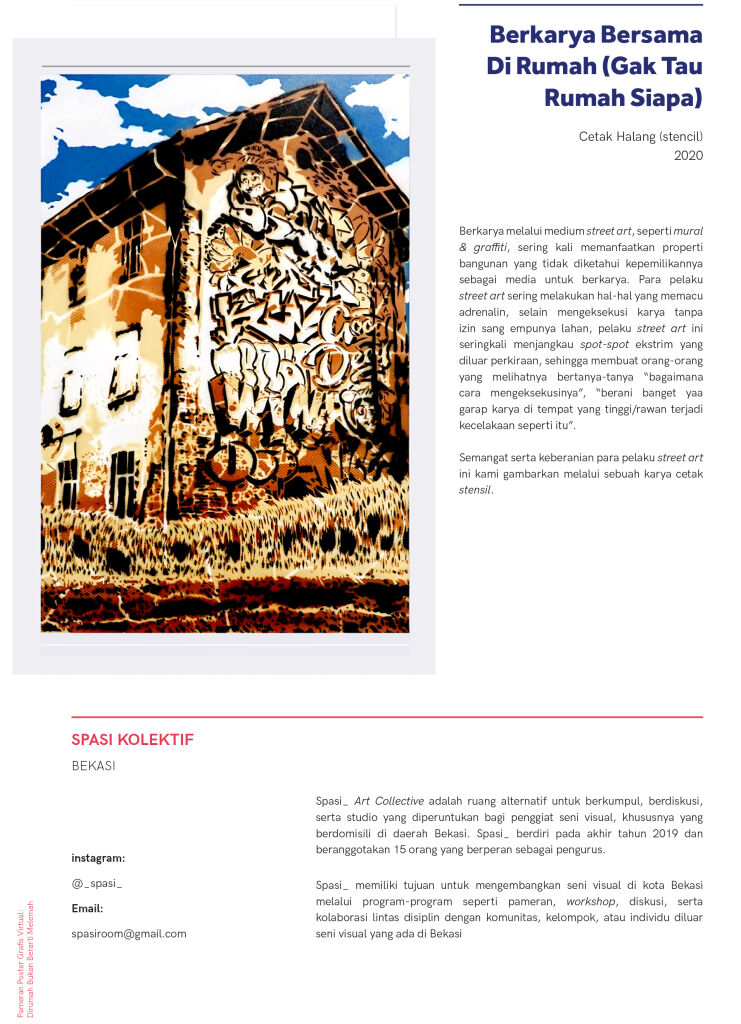 Berkarya Bersama
Di Rumah (Gak Tau
Rumah Siapa)
Cetak Halang (stencil)
2020
Berkarya melalui medium street art, seperti mural
& graffiti, sering kali memanfaatkan properti
bangunan yang tidak diketahui kepemilikannya
sebagai media untuk berkarya. Para pelaku
street art sering melakukan hal-hal yang memacu
adrenalin, selain mengeksekusi karya tanpa
izin sang empunya lahan, pelaku street art ini
seringkali menjangkau spot-spot ekstrim yang
diluar perkiraan, sehingga membuat orang-orang
yang melihatnya bertanya-tanya “bagaimana
cara mengeksekusinya”, “berani banget yaa
garap karya di tempat yang tinggi/rawan terjadi
kecelakaan seperti itu”.
Semangat serta keberanian para pelaku street art
ini kami gambarkan melalui sebuah karya cetak
stensil.
SPASI KOLEKTIF
BEKASI
instagram:
@_spasi_
Email:
spasiroom@gmail.com
Spasi_ Art Collective adalah ruang alternatif untuk berkumpul, berdiskusi,
serta studio yang diperuntukan bagi penggiat seni visual, khususnya yang
berdomisili di daerah Bekasi. Spasi_ berdiri pada akhir tahun 2019 dan
beranggotakan 15 orang yang berperan sebagai pengurus.
Spasi_ memiliki tujuan untuk mengembangkan seni visual di kota Bekasi
melalui program-program seperti pameran, workshop, diskusi, serta
kolaborasi lintas disiplin dengan komunitas, kelompok, atau individu diluar
seni visual yang ada di Bekasi
Pameran Poster Grafis Virtual:
Dirumah Bukan Berarti Melemah